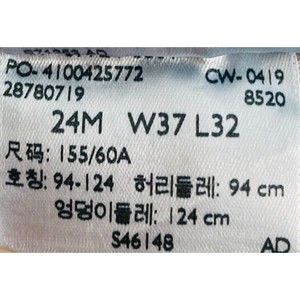 PO- 4100425772 CW- 0419
28780719 8520
24M W37 L32
尺码: 155/60A
호칭: 94-124 허리둘레: 94 cm
엉덩이둘레: 124 cm
S46148 AD